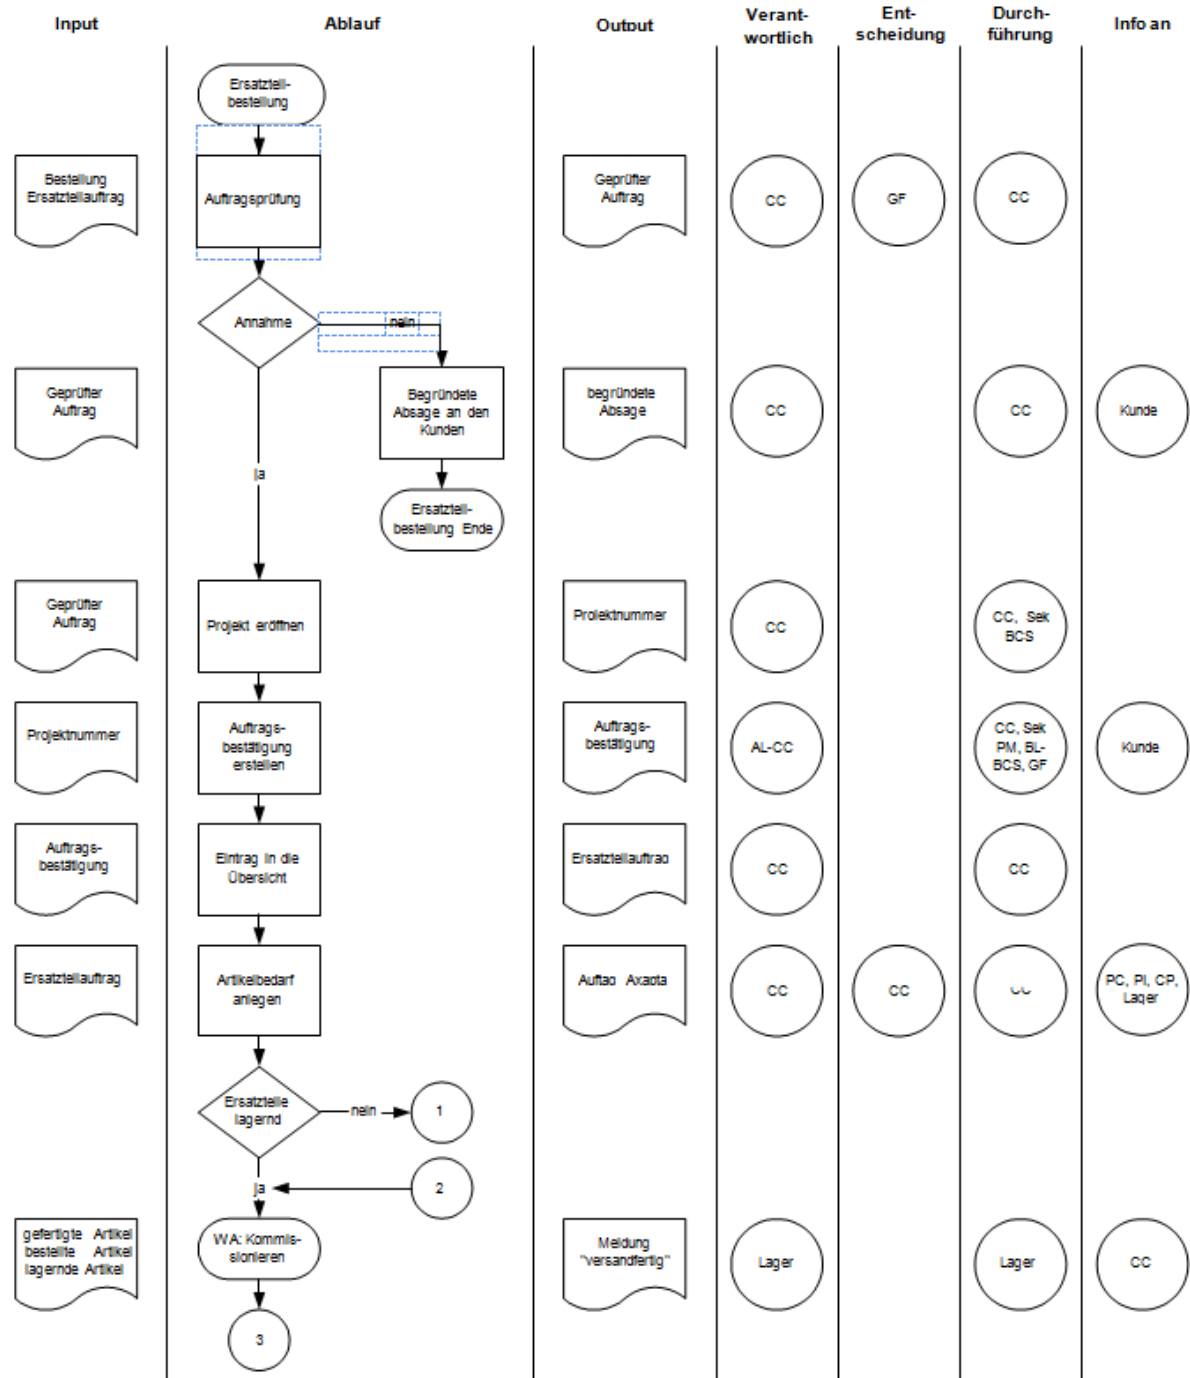 Input
Ablauf
Output
Verant-
wortlich
Ent-
scheidung
Durch-
führung
Info an
Ersatzteil-
bestellung
Bestellung
Ersatzteilauftrag
Auftragsprüfung
Geprüfter
Auftrag
CC
GF
CC
Annahme
nein
Geprüfter
Auftrag
Begründete
Absage an den
Kunden
begründete
Absage
CC
CC
Kunde
ja
Ersatzteil-
bestellung Ende
Geprüfter
Auftrag
Projekt eröffnen
Projektnummer
CC
CC, Sek
BCS
Projektnummer
Auftrags-
bestätigung
erstellen
Auftrags-
bestätigung
AL-CC
CC, Sek
PM, BL-
BCS, GF
Kunde
Auftrags-
bestätigung
Eintrag in die
Übersicht
Ersatzteilauftrag
CC
CC
Ersatzteilauftrag
Artikelbedarf
anlegen
Auftag Axapta
CC
CC
CC
PC, PI, CP,
Lager
Ersatzteile
lagernd
nein
1
ja
2
gefertigte Artikel
bestellte Artikel
lagernde Artikel
WA: Kommis-
sionieren
Meldung
"versandfertig"
Lager
Lager
CC
3